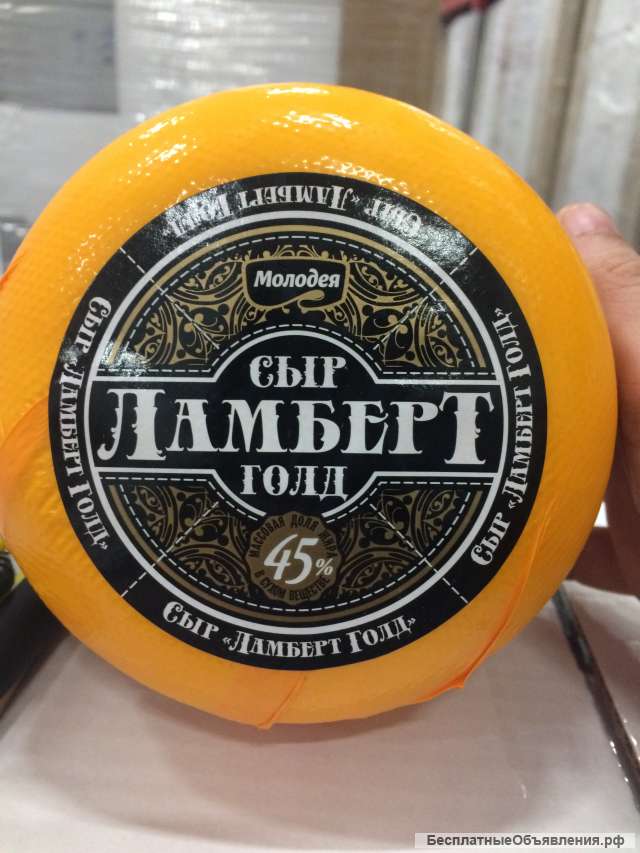 Молодея
СЫР
ЛАМБЕРТ
ГОЛД
МАССОВАЯ ДОЛЯ ЖИРА
45%
В СУХОМ ВЕЩЕСТВЕ
СЫР «ЛАМБЕРТ ГОЛД»
СЫР «ЛАМБЕРТ ГОЛД»
СЫР «ЛАМБЕРТ ГОЛД»
СЫР «ЛАМБЕРТ ГОЛД»
БесплатныеОбъявления.рф